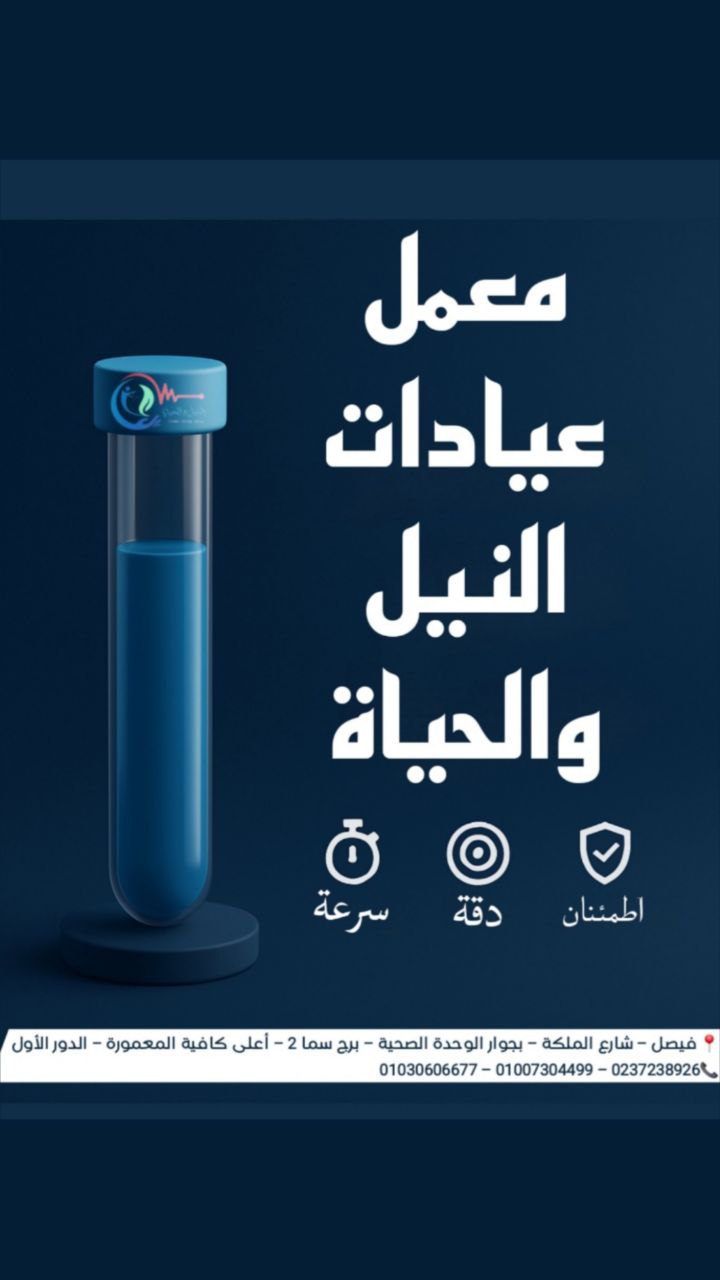 معمل
عيادات
النيل
والحياة
اطمئنان
دقة
سرعة
فيصل – شارع الملكة – بجوار الوحدة الصحية – برج سما 2 – أعلى كافية المعمورة – الدور الأول
0237238926 – 01007304499 – 01030606677